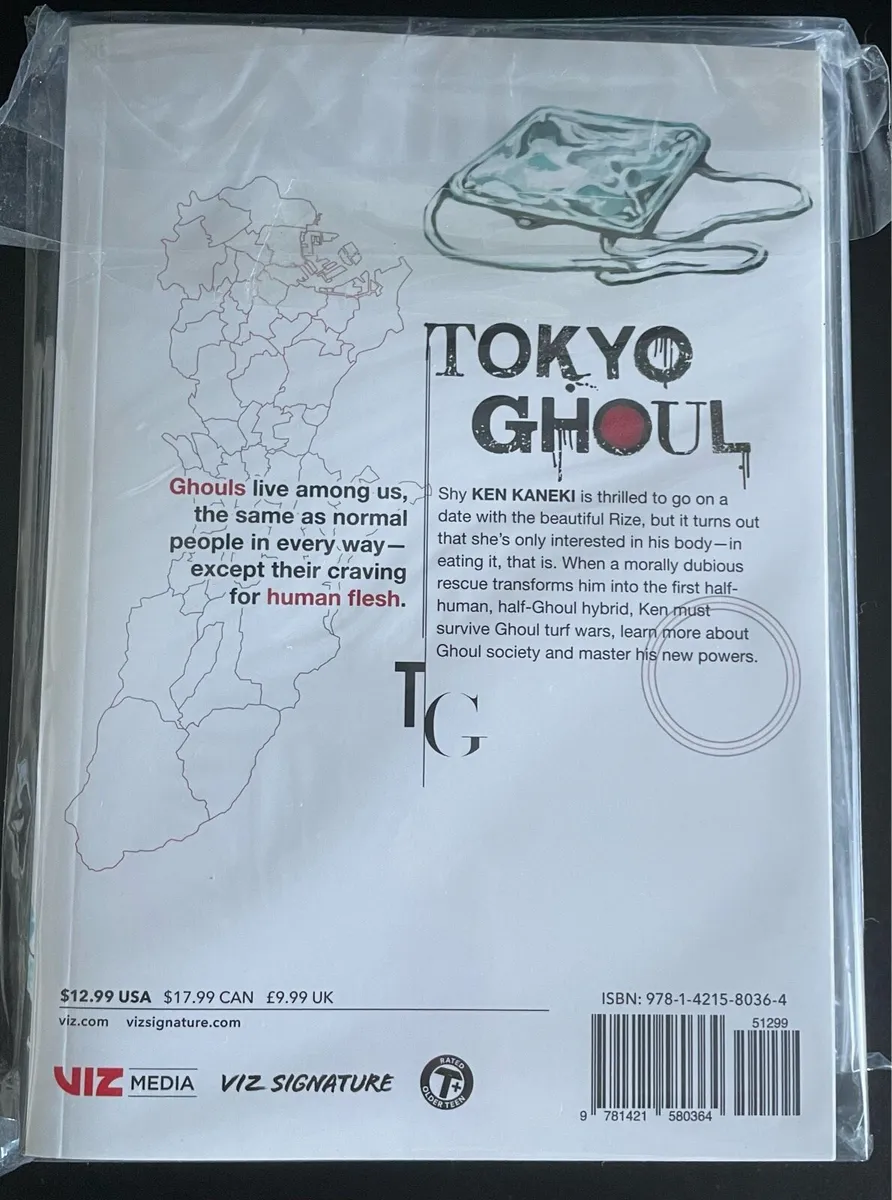 TOKYO
GHOUL
Ghouls live among us,
the same as normal
people in every way—
except their craving
for human flesh.
Shy KEN KANEKI is thrilled to go on a
date with the beautiful Rize, but it turns out
that she's only interested in his body—in
eating it, that is. When a morally dubious
rescue transforms him into the first half-
human, half-Ghoul hybrid, Ken must
survive Ghoul turf wars, learn more about
Ghoul society and master his new powers.
TG
$12.99 USA $17.99 CAN £9.99 UK
viz.com vizsignature.com
VIZ MEDIA
VIZ SIGNATURE
RATED
T+
OLDER TEEN
ISBN: 978-1-4215-8036-4
51299
9 781421 580364